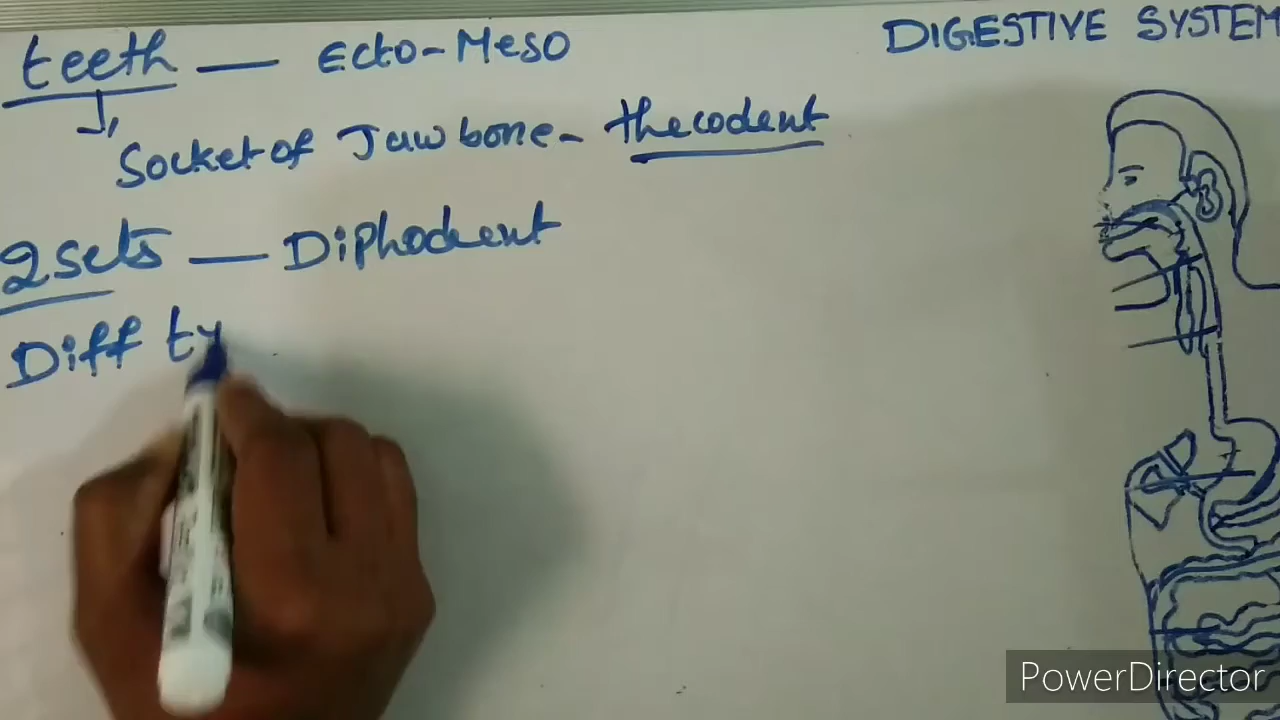 DIGESTIVE SYSTEM
teeth — Ecto-Meso
Socket of Jaw bone - thecodent
2 sets — Diphodent
Diff ty
PowerDirector